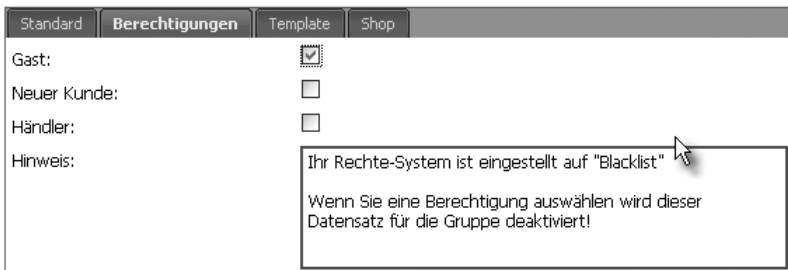 Standard Berechtigungen Template Shop
Gast:
Neuer Kunde:
Händler:
Hinweis:
Ihr Rechte-System ist eingestellt auf "Blacklist"
Wenn Sie eine Berechtigung auswählen wird dieser
Datensatz für die Gruppe deaktiviert!